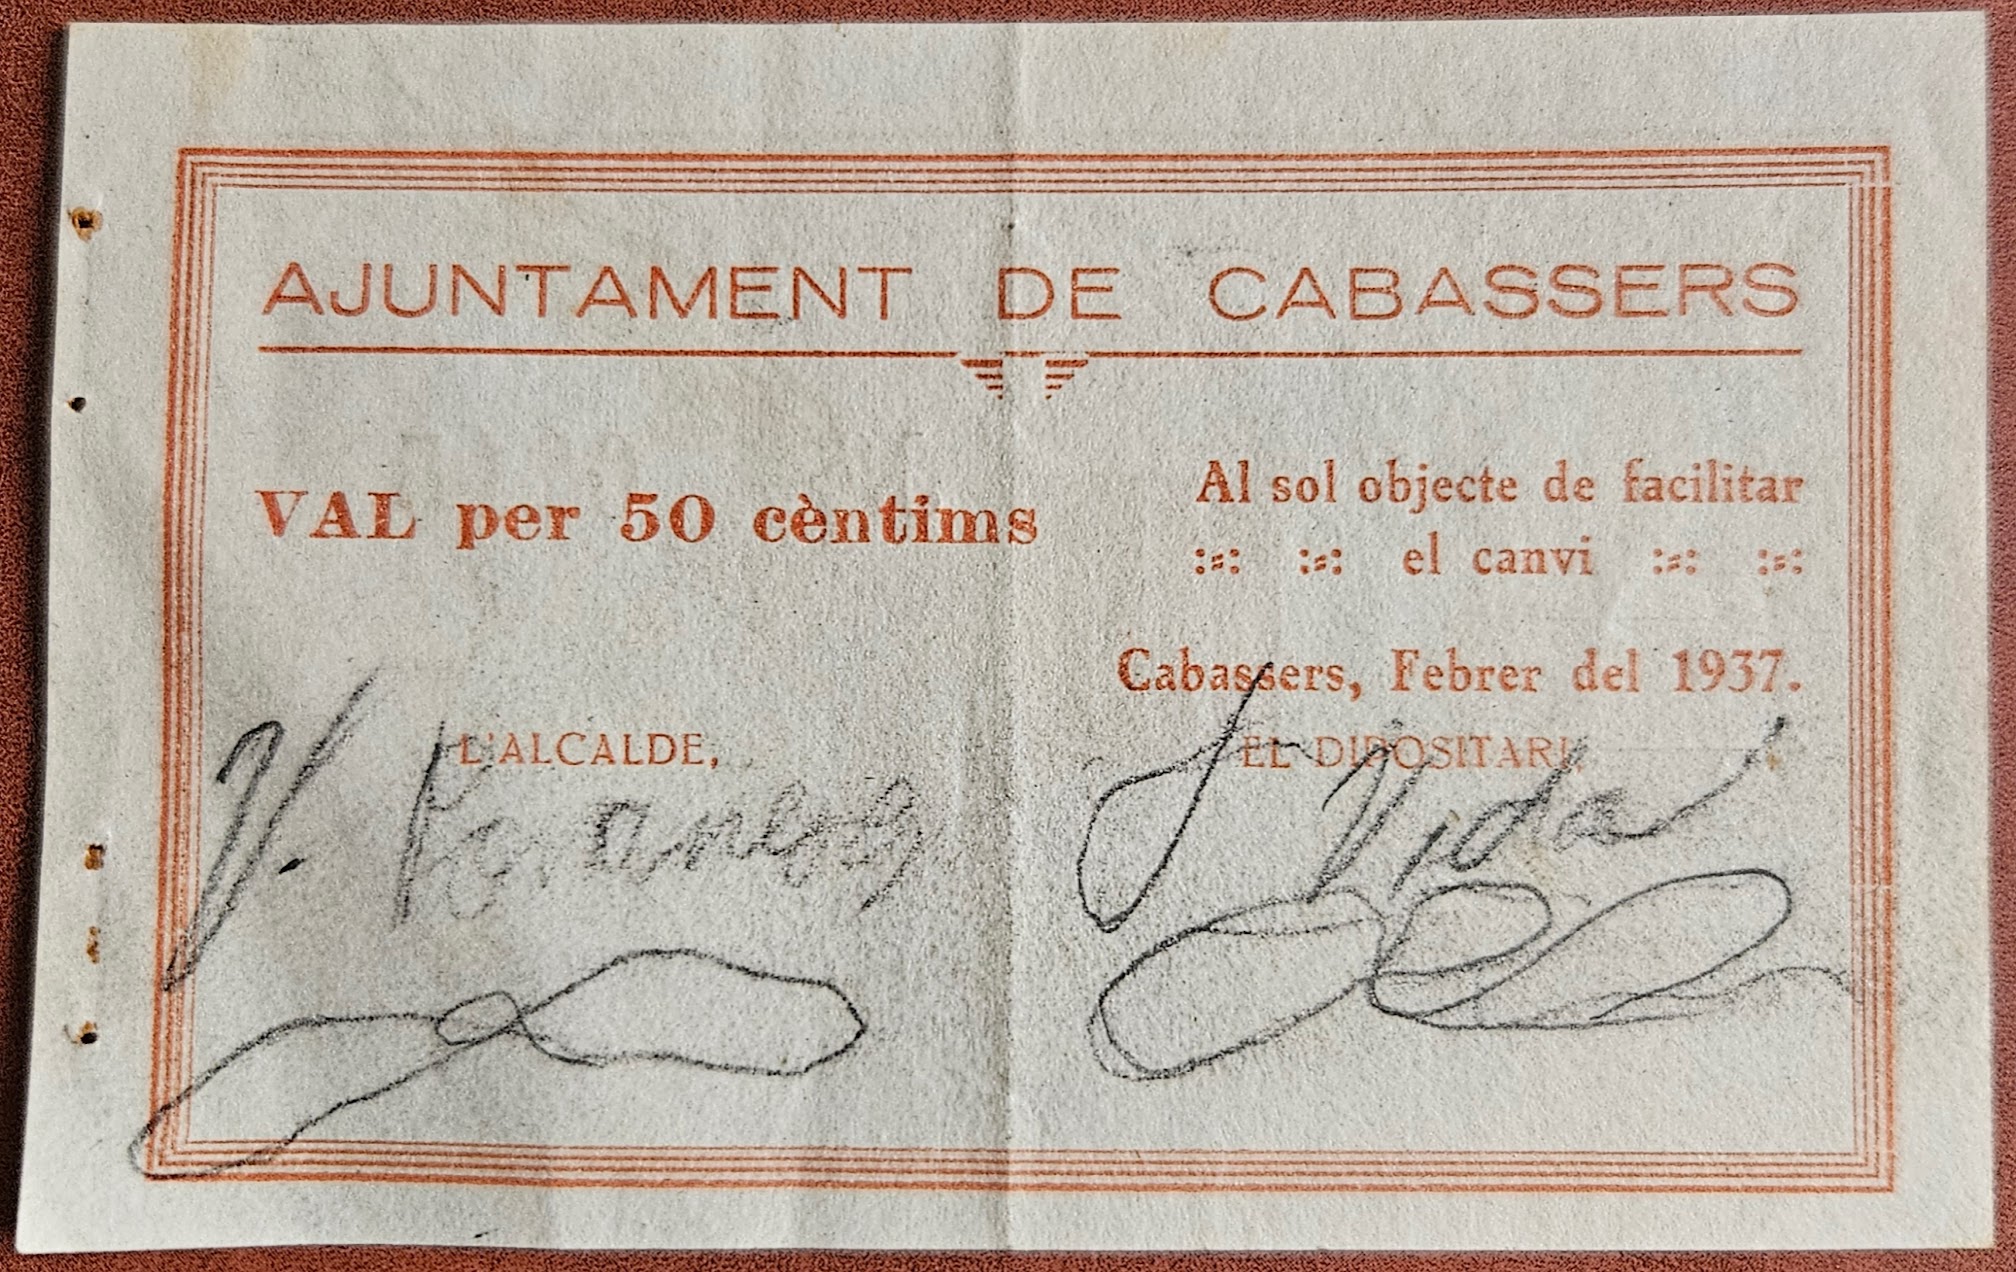 AJUNTAMENT DE CABASSERS
VAL per 50 cèntims
Al sol objecte de facilitar
el canvi
Cabassers, Febrer del 1937.
L'ALCALDE,
EL DIPOSITARI,
Vidal